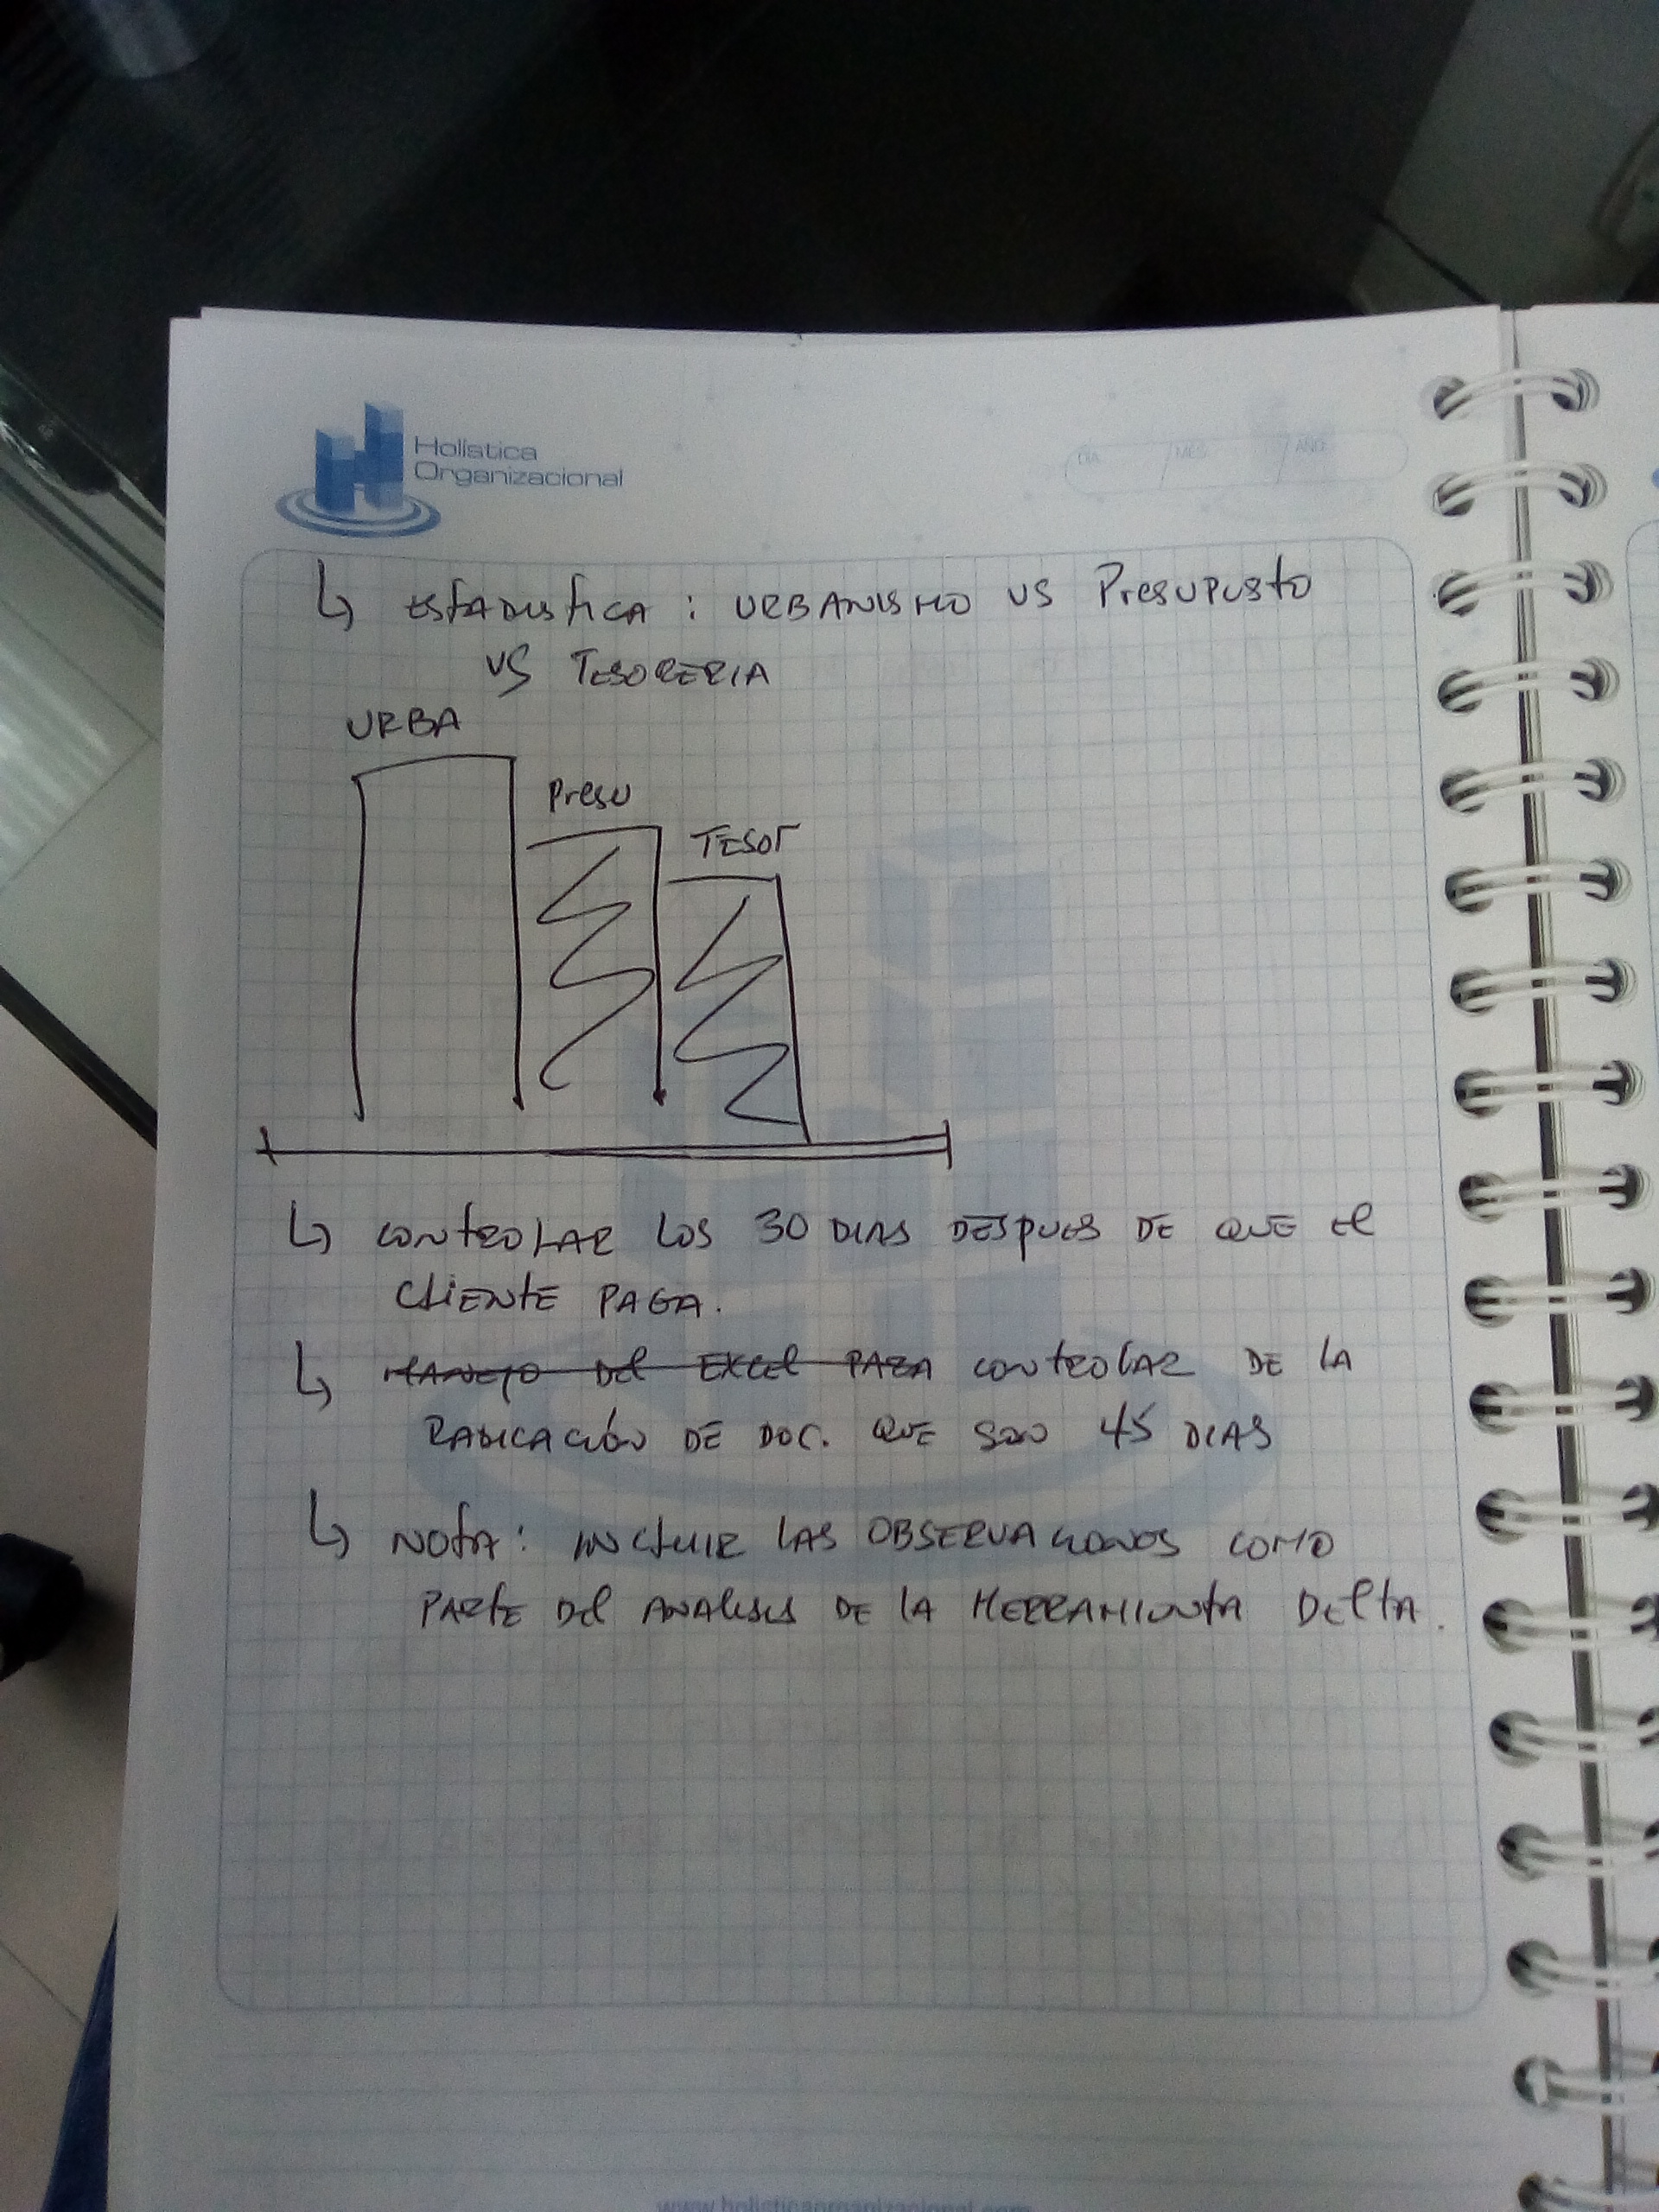 Holística
Organizacional
DIA / MES / AÑO
↳ ESTADISTICA : URBANISMO VS PRESUPUSTO
VS TESORERIA
URBA
Presu
TESOr
↳ CONTROLAR LOS 30 DIAS DESPUES DE QUE El
CLIENTE PAGA.
↳ MANEJO Del EXCEl PARA CONTROLAR DE LA
RADICACIÓN DE DOC. QUE SON 45 DIAS
↳ NOTA : INCLUIR LAS OBSERVACIONES COMO
PARTE DEl ANALISIS DE LA HERRAMIENTA DElTA.
www.holisticaorganizacional.com